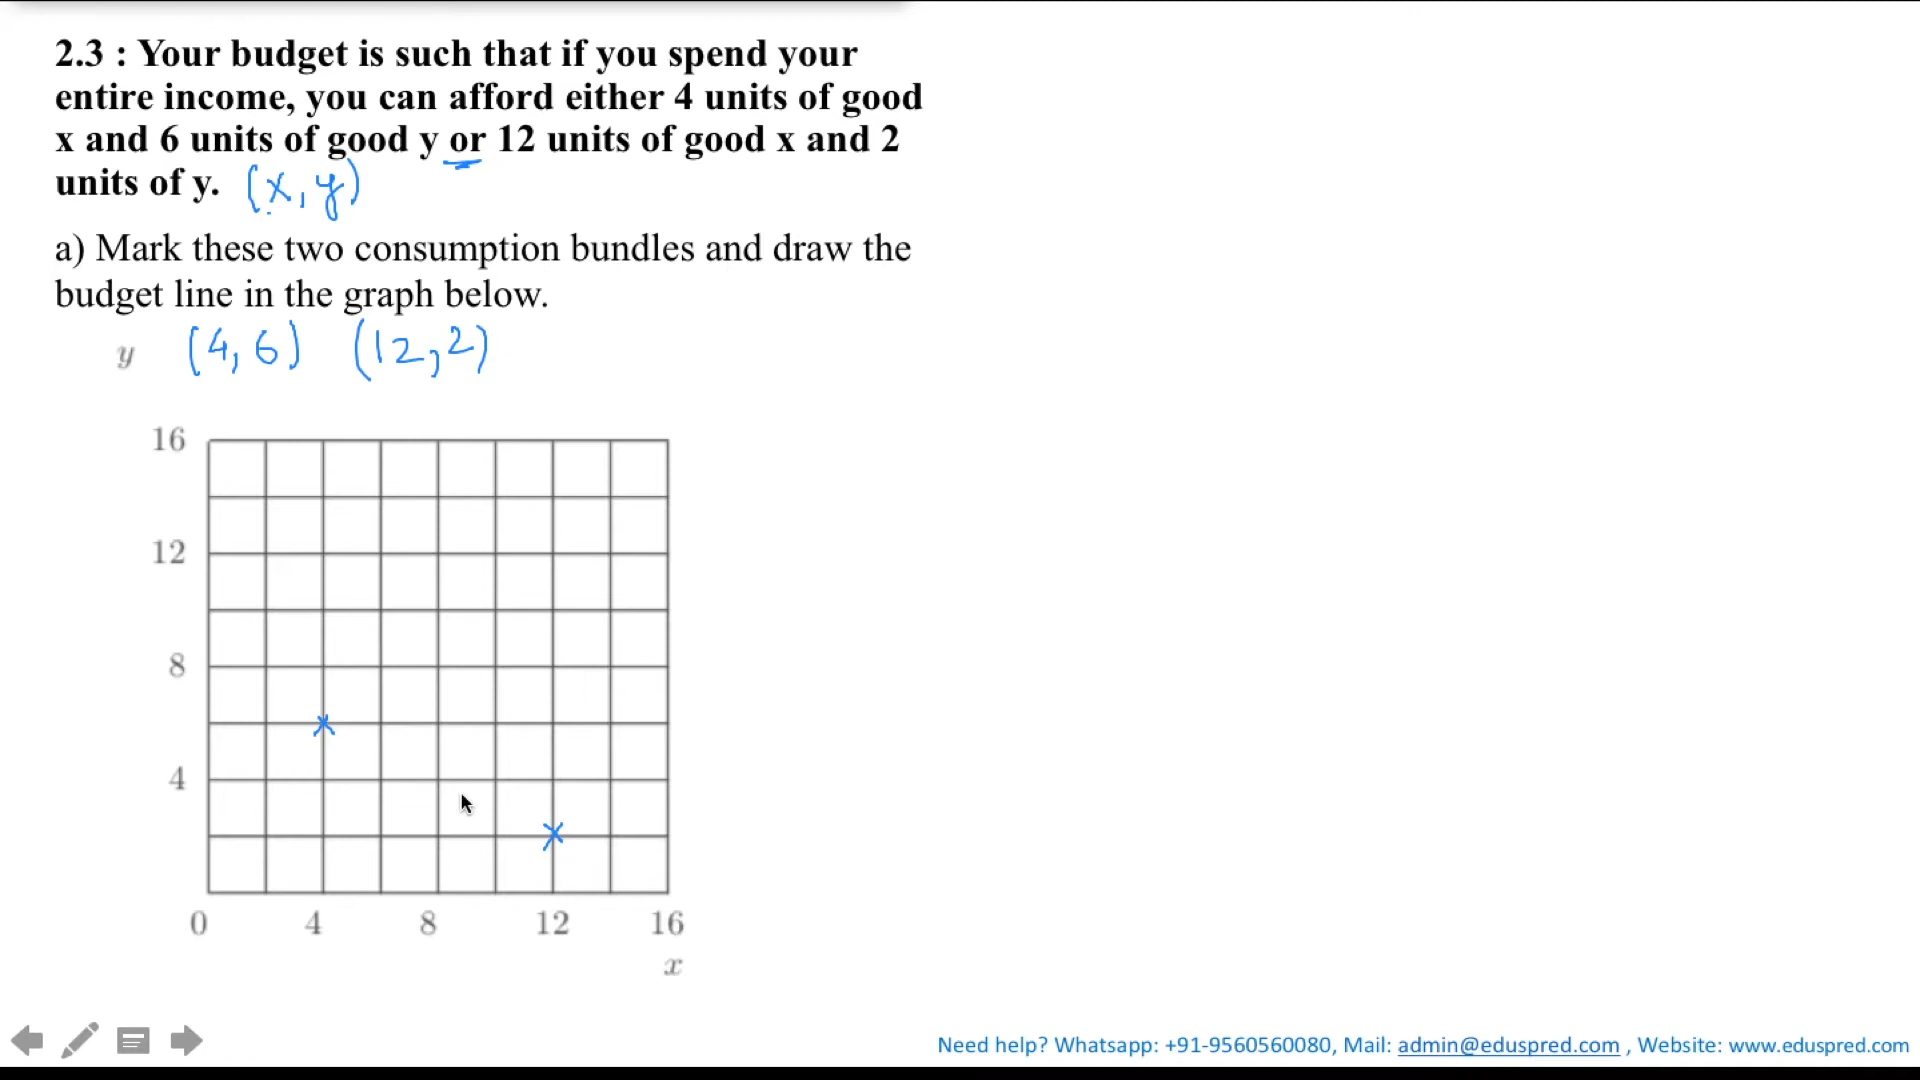 2.3 : Your budget is such that if you spend your
entire income, you can afford either 4 units of good
x and 6 units of good y or 12 units of good x and 2
units of y. (x, y)
a) Mark these two consumption bundles and draw the
budget line in the graph below.
y (4, 6) (12, 2)
16
12
8
4
0 4 8 12 16
x
Need help? Whatsapp: +91-9560560080, Mail: admin@eduspred.com , Website: www.eduspred.com